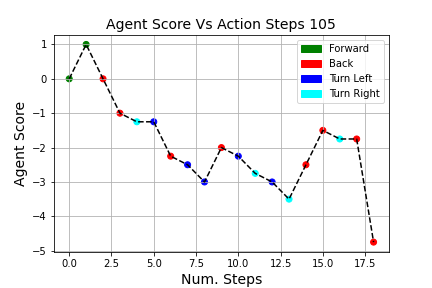 Agent Score Vs Action Steps 105
Forward
Back
Turn Left
Turn Right
1
0
−1
−2
−3
−4
−5
Agent Score
0.0 2.5 5.0 7.5 10.0 12.5 15.0 17.5
Num. Steps